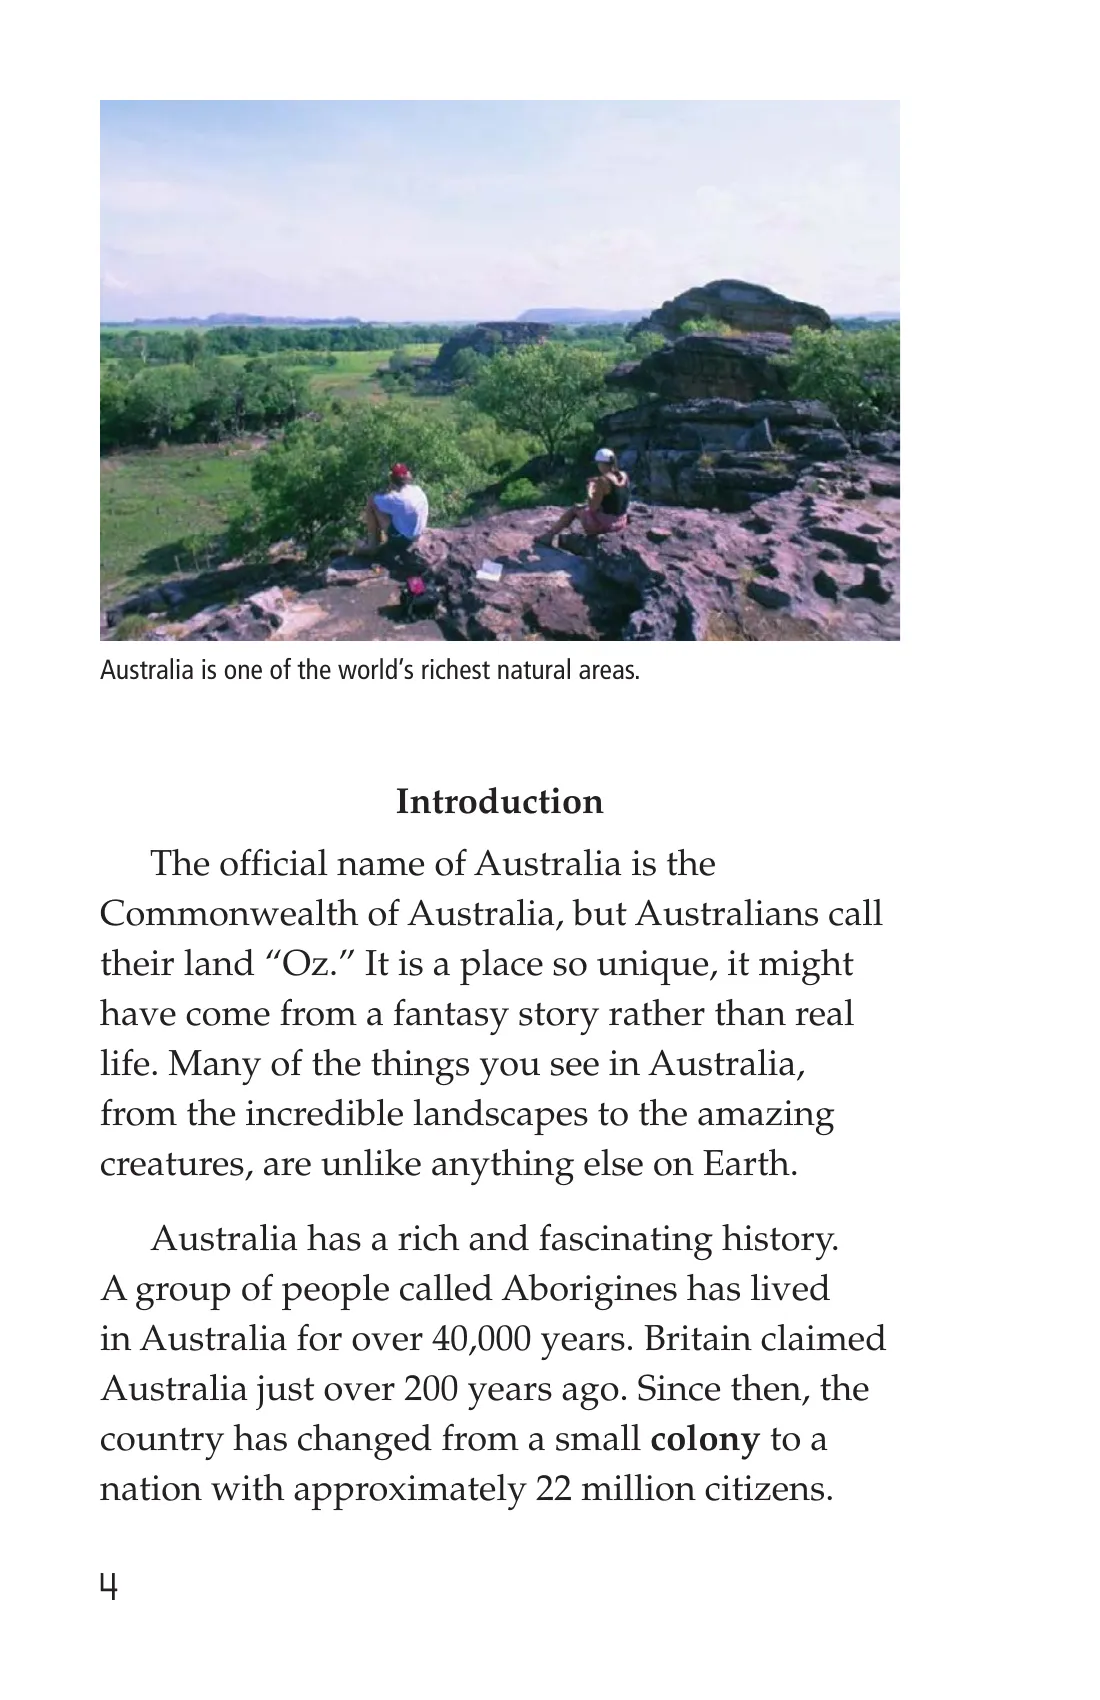 Australia is one of the world’s richest natural areas.
Introduction
The official name of Australia is the
Commonwealth of Australia, but Australians call
their land “Oz.” It is a place so unique, it might
have come from a fantasy story rather than real
life. Many of the things you see in Australia,
from the incredible landscapes to the amazing
creatures, are unlike anything else on Earth.
Australia has a rich and fascinating history.
A group of people called Aborigines has lived
in Australia for over 40,000 years. Britain claimed
Australia just over 200 years ago. Since then, the
country has changed from a small colony to a
nation with approximately 22 million citizens.
4